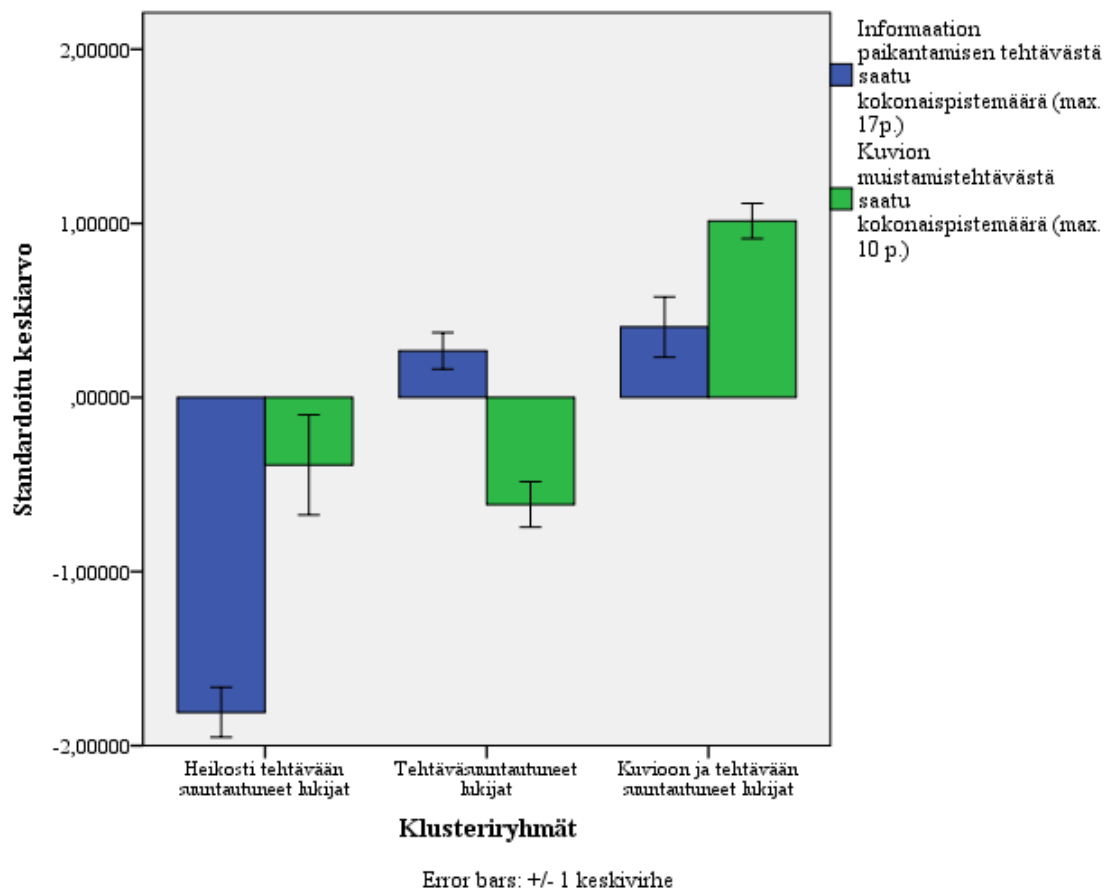 Informaation
paikantamisen tehtävästä
saatu
kokonaispistemäärä (max.
17p.)
Kuvion
muistamistehtävästä
saatu
kokonaispistemäärä (max.
10 p.)
Standardoitu keskiarvo
2,00000
1,00000
,00000
-1,00000
-2,00000
Heikosti tehtävään
suuntautuneet lukijat
Tehtäväsuuntautuneet
lukijat
Kuvioon ja tehtävään
suuntautuneet lukijat
Klusteriryhmät
Error bars: +/- 1 keskivirhe